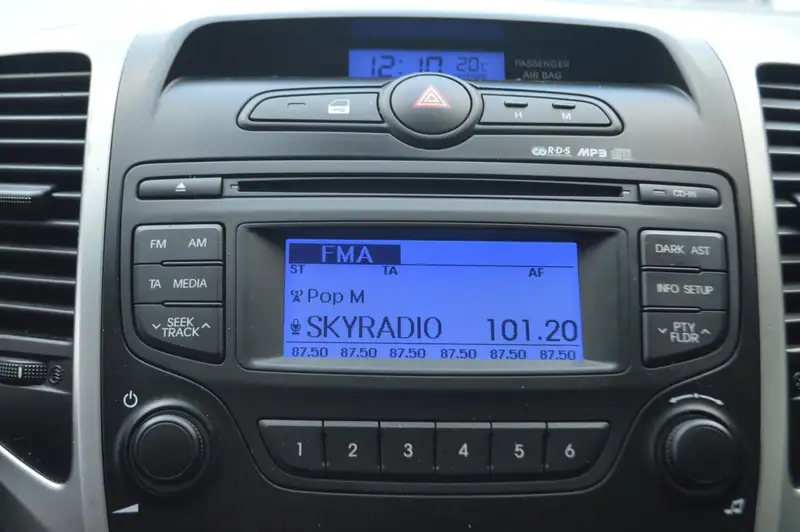 12:10 20c
PASSENGER
AIR BAG
H M
R·D·S MP3
CD-IN
FM AM
TA MEDIA
SEEK
TRACK
FMA
ST TA AF
Pop M
SKYRADIO 101.20
87.50 87.50 87.50 87.50 87.50 87.50
DARK AST
INFO SETUP
PTY
FLDR
1 2 3 4 5 6